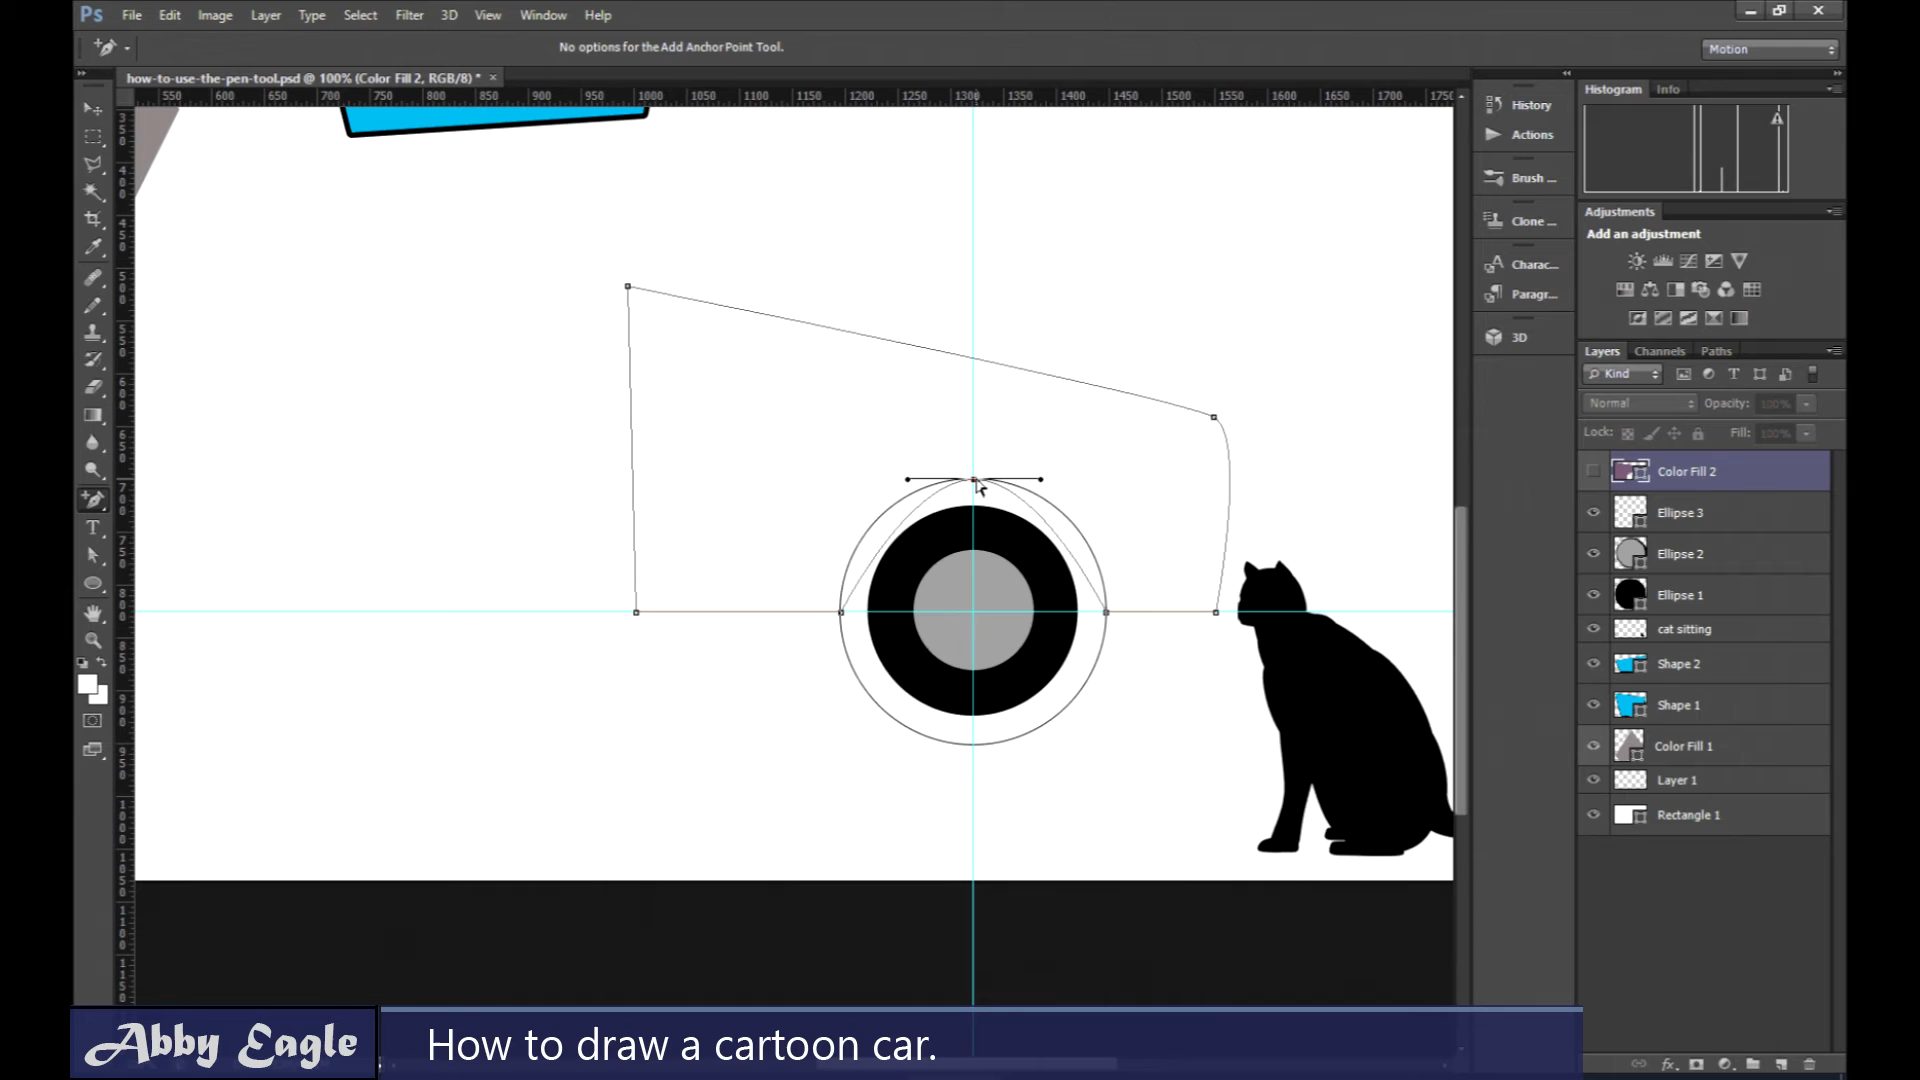 Ps File Edit Image Layer Type Select Filter 3D View Window Help
No options for the Add Anchor Point Tool.
Motion
how-to-use-the-pen-tool.psd @ 100% (Color Fill 2, RGB/8) *
550 600 650 700 750 800 850 900 950 1000 1050 1100 1150 1200 1250 1300 1350 1400 1450 1500 1550 1600 1650 1700 1750
History
Actions
Brush ...
Clone ...
Charac...
Paragr...
3D
Histogram Info
Adjustments
Add an adjustment
Layers Channels Paths
Kind
Normal Opacity: 100%
Lock: Fill: 100%
Color Fill 2
Ellipse 3
Ellipse 2
Ellipse 1
cat sitting
Shape 2
Shape 1
Color Fill 1
Layer 1
Rectangle 1
Abby Eagle
How to draw a cartoon car.